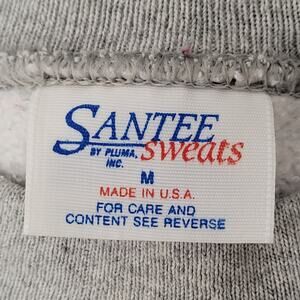 SANTEE
BY PLUMA, INC. sweats
M
MADE IN U.S.A.
FOR CARE AND
CONTENT SEE REVERSE